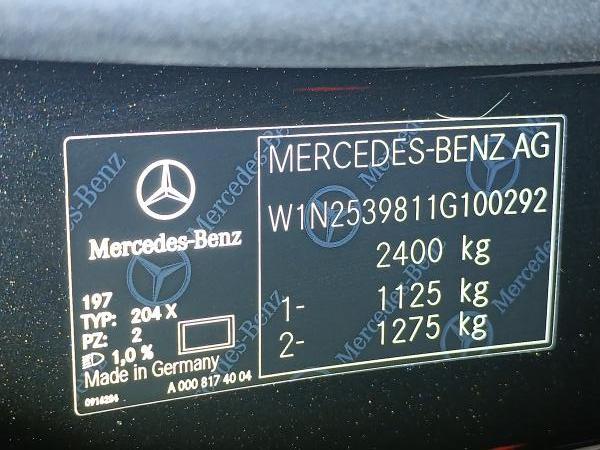 Mercedes-Benz
197
TYP: 204 X
PZ: 2
1,0 %
Made in Germany
0916284
A 000 817 40 04
MERCEDES-BENZ AG
W1N2539811G100292
2400 kg
1- 1125 kg
2- 1275 kg